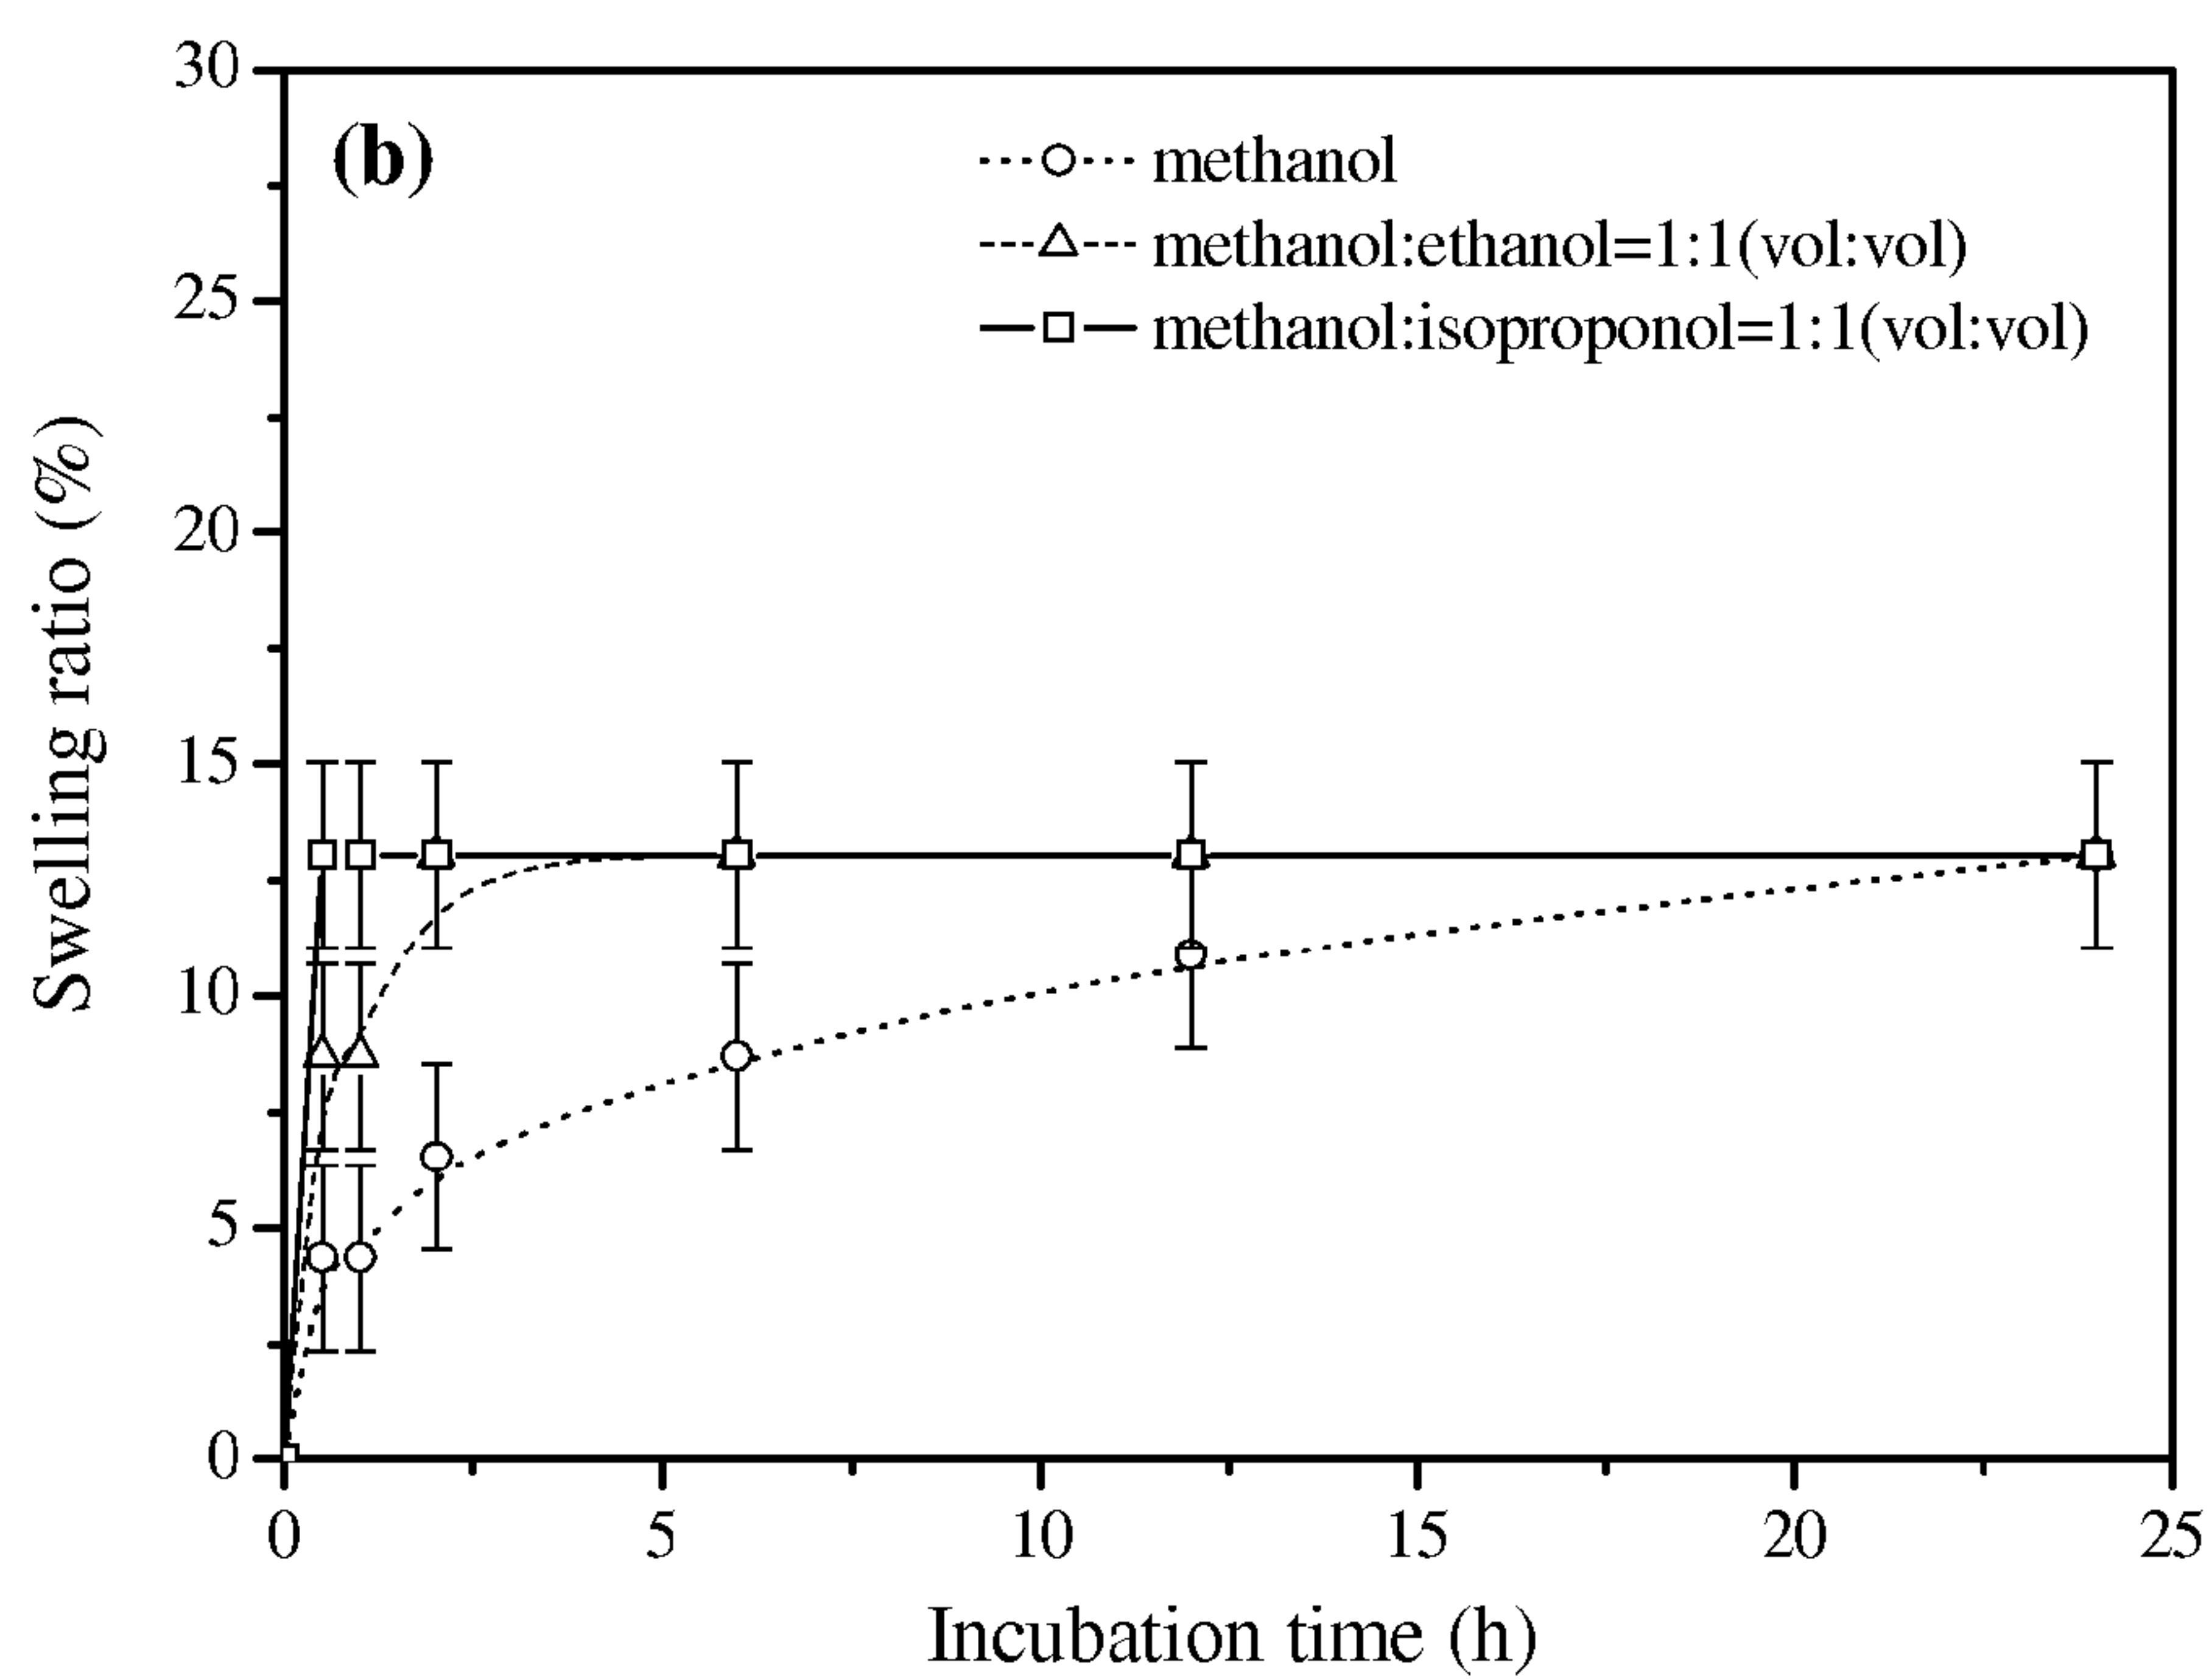 30
(b)
methanol
methanol:ethanol=1:1(vol:vol)
methanol:isoproponol=1:1(vol:vol)
25
20
15
10
5
0
Swelling ratio (%)
0 5 10 15 20 25
Incubation time (h)